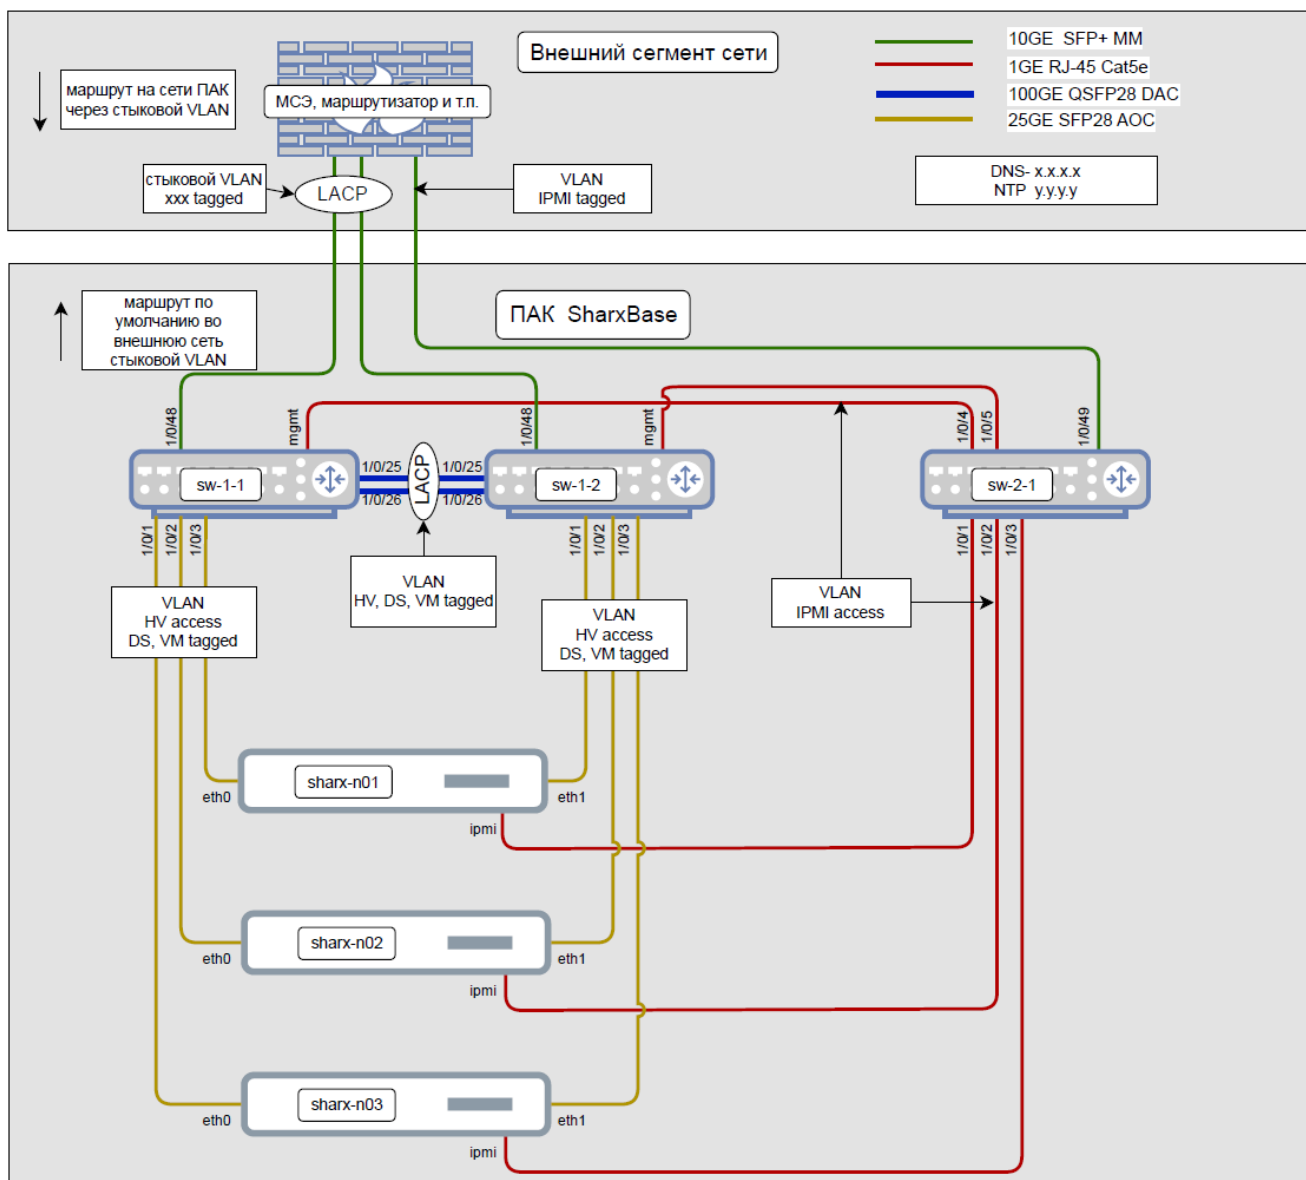 Внешний сегмент сети
10GE SFP+ MM
1GE RJ-45 Cat5e
100GE QSFP28 DAC
25GE SFP28 AOC
маршрут на сети ПАК
через стыковой VLAN
МСЭ, маршрутизатор и т.п.
стыковой VLAN
xxx tagged
LACP
VLAN
IPMI tagged
DNS- x.x.x.x
NTP y.y.y.y
маршрут по
умолчанию во
внешнюю сеть
стыковой VLAN
ПАК SharxBase
1/0/48
mgmt
1/0/48
mgmt
1/0/4
1/0/5
1/0/49
sw-1-1
1/0/25
1/0/26
LACP
1/0/25
1/0/26
sw-1-2
sw-2-1
1/0/1
1/0/2
1/0/3
1/0/1
1/0/2
1/0/3
1/0/1
1/0/2
1/0/3
VLAN
HV access
DS, VM tagged
VLAN
HV, DS, VM tagged
VLAN
HV access
DS, VM tagged
VLAN
IPMI access
sharx-n01
eth0
eth1
ipmi
sharx-n02
eth0
eth1
ipmi
sharx-n03
eth0
eth1
ipmi